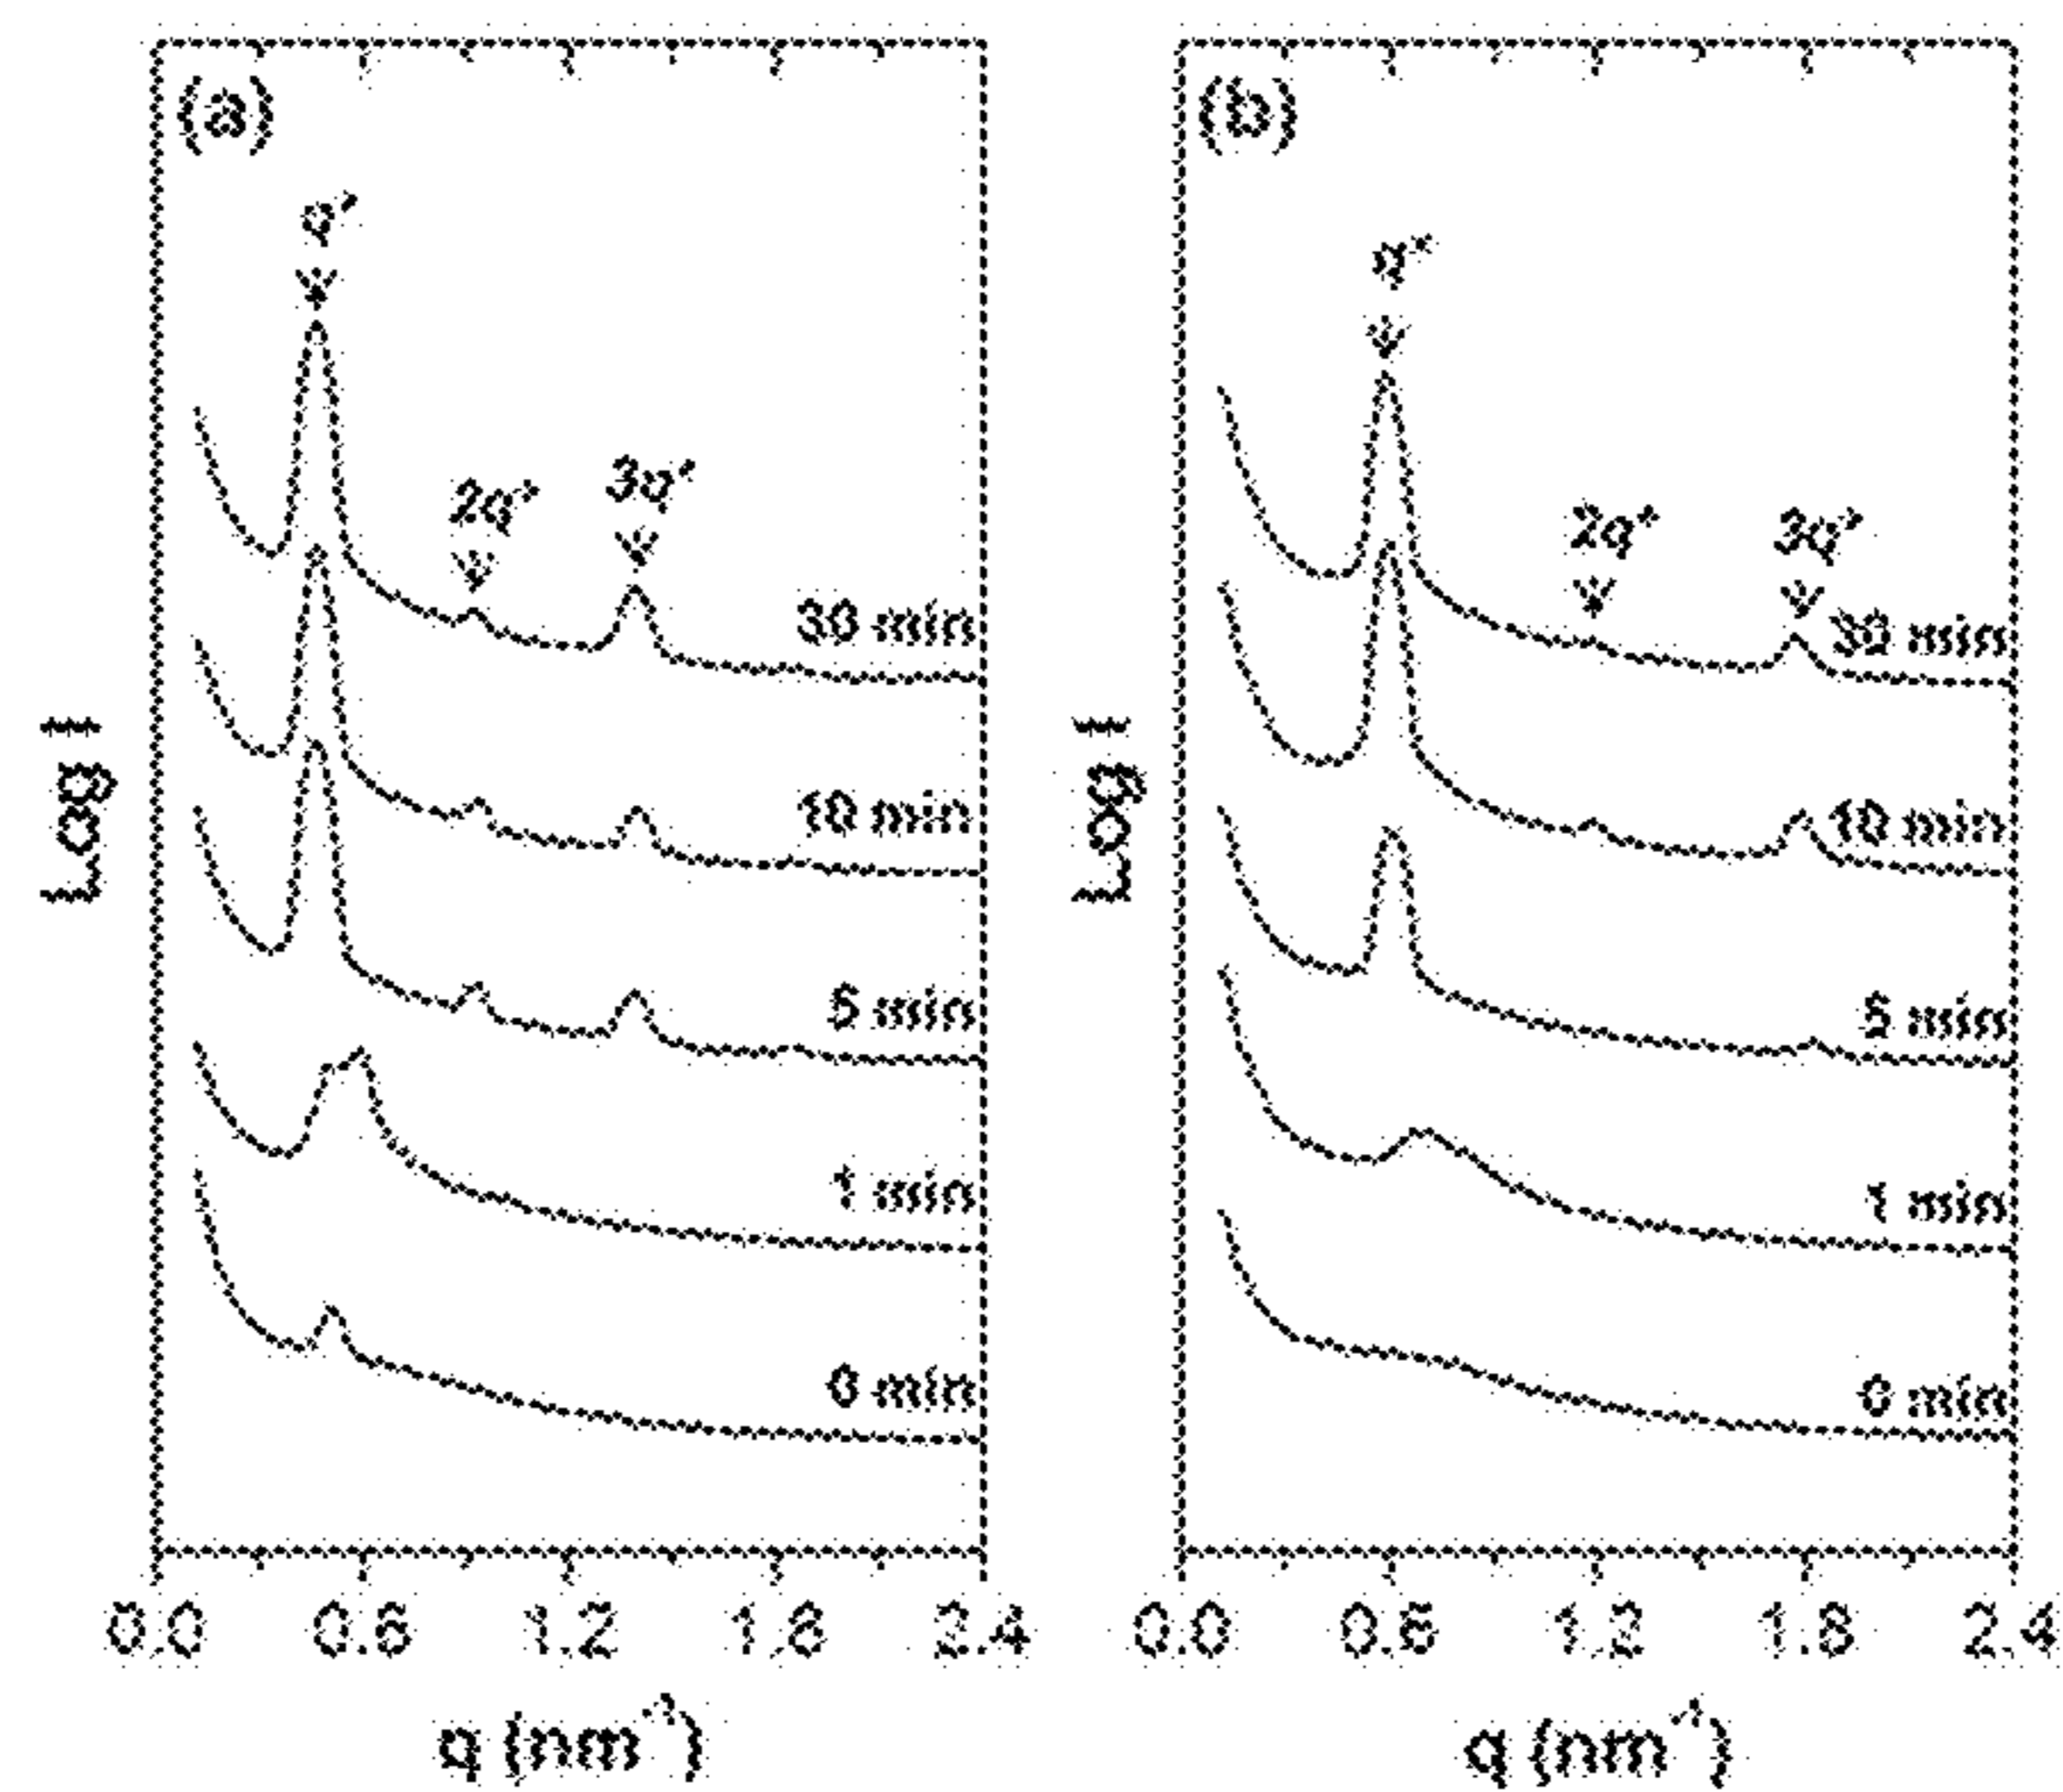 (a)
q*
2q*
3q*
30 min
10 min
5 min
1 min
0 min
Log I
0.0 0.6 1.2 1.8 2.4
q (nm⁻¹)
(b)
q*
2q*
3q*
30 min
10 min
5 min
1 min
0 min
Log I
0.0 0.6 1.2 1.8 2.4
q (nm⁻¹)